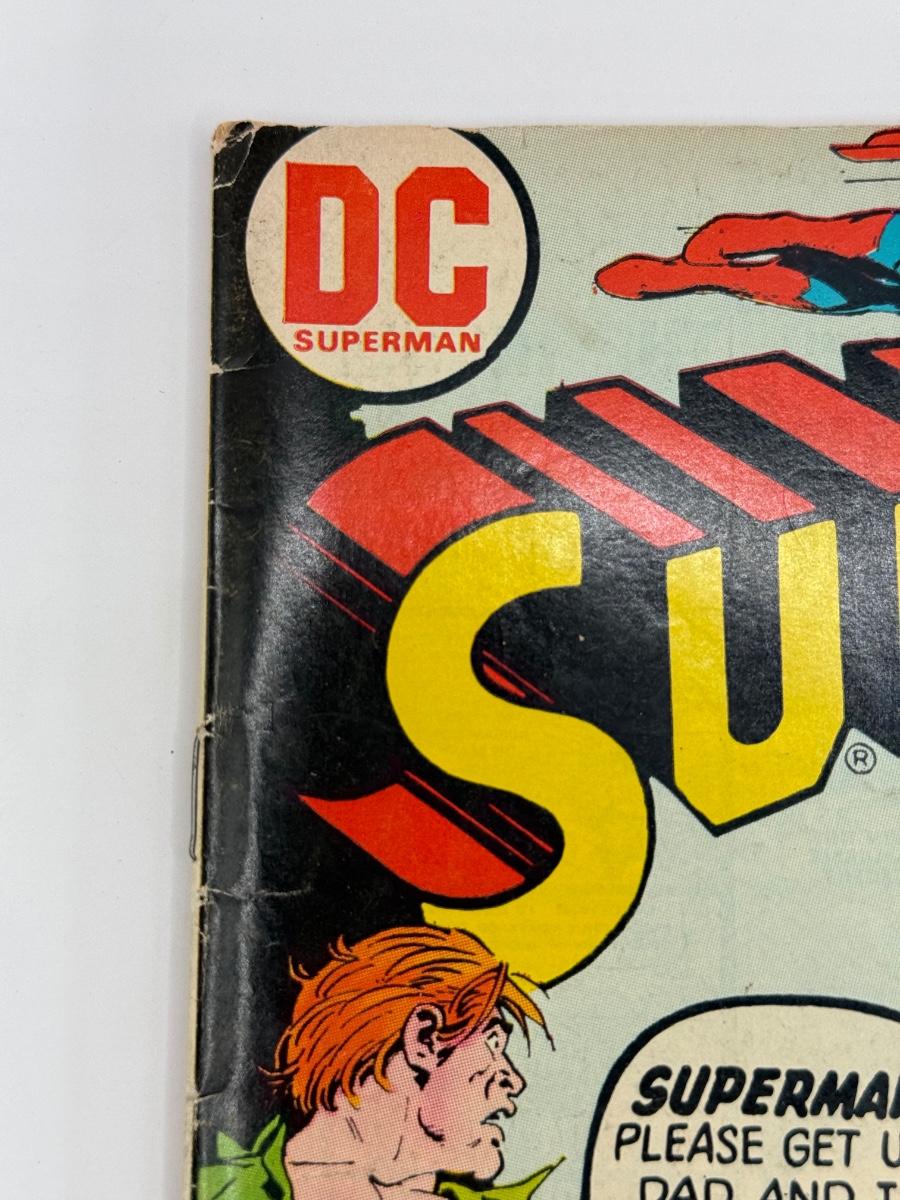 DC
SUPERMAN
SU
®
SUPERMA
PLEASE GET U
DAD AND I